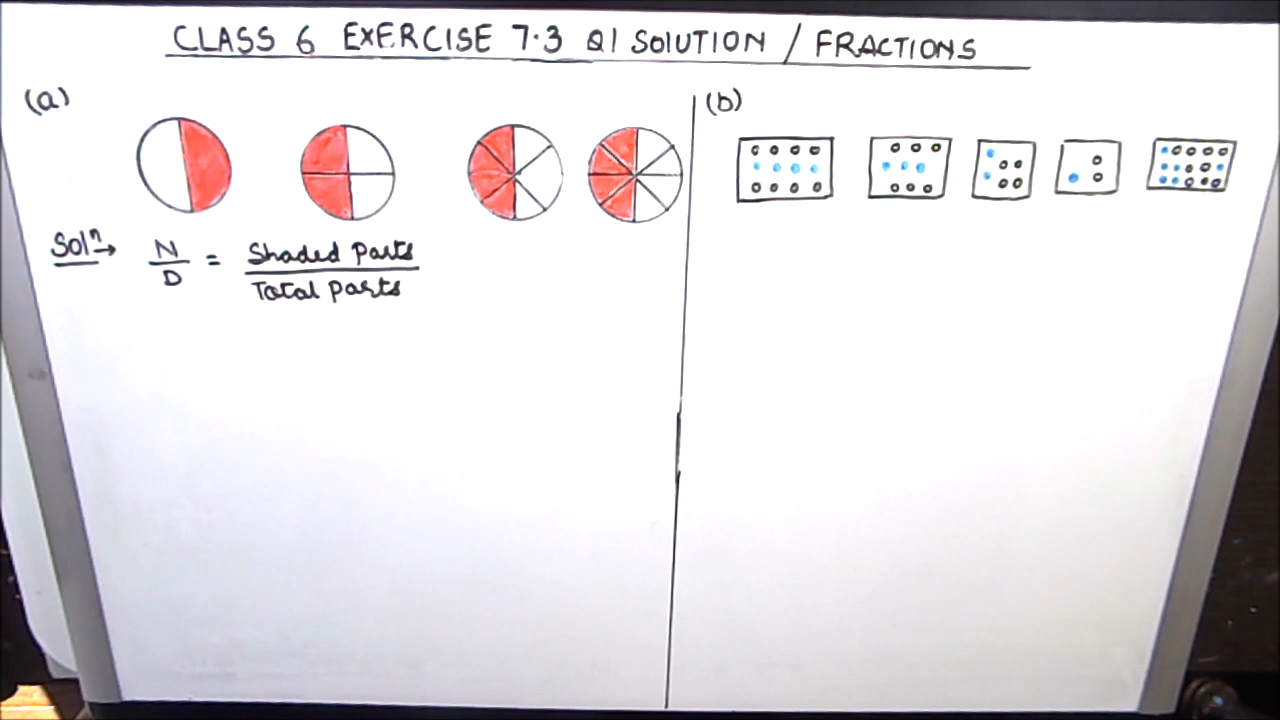 CLASS 6 EXERCISE 7.3 Q1 SOLUTION / FRACTIONS
(a)
(b)
Solⁿ → N/D = Shaded Parts / Total parts